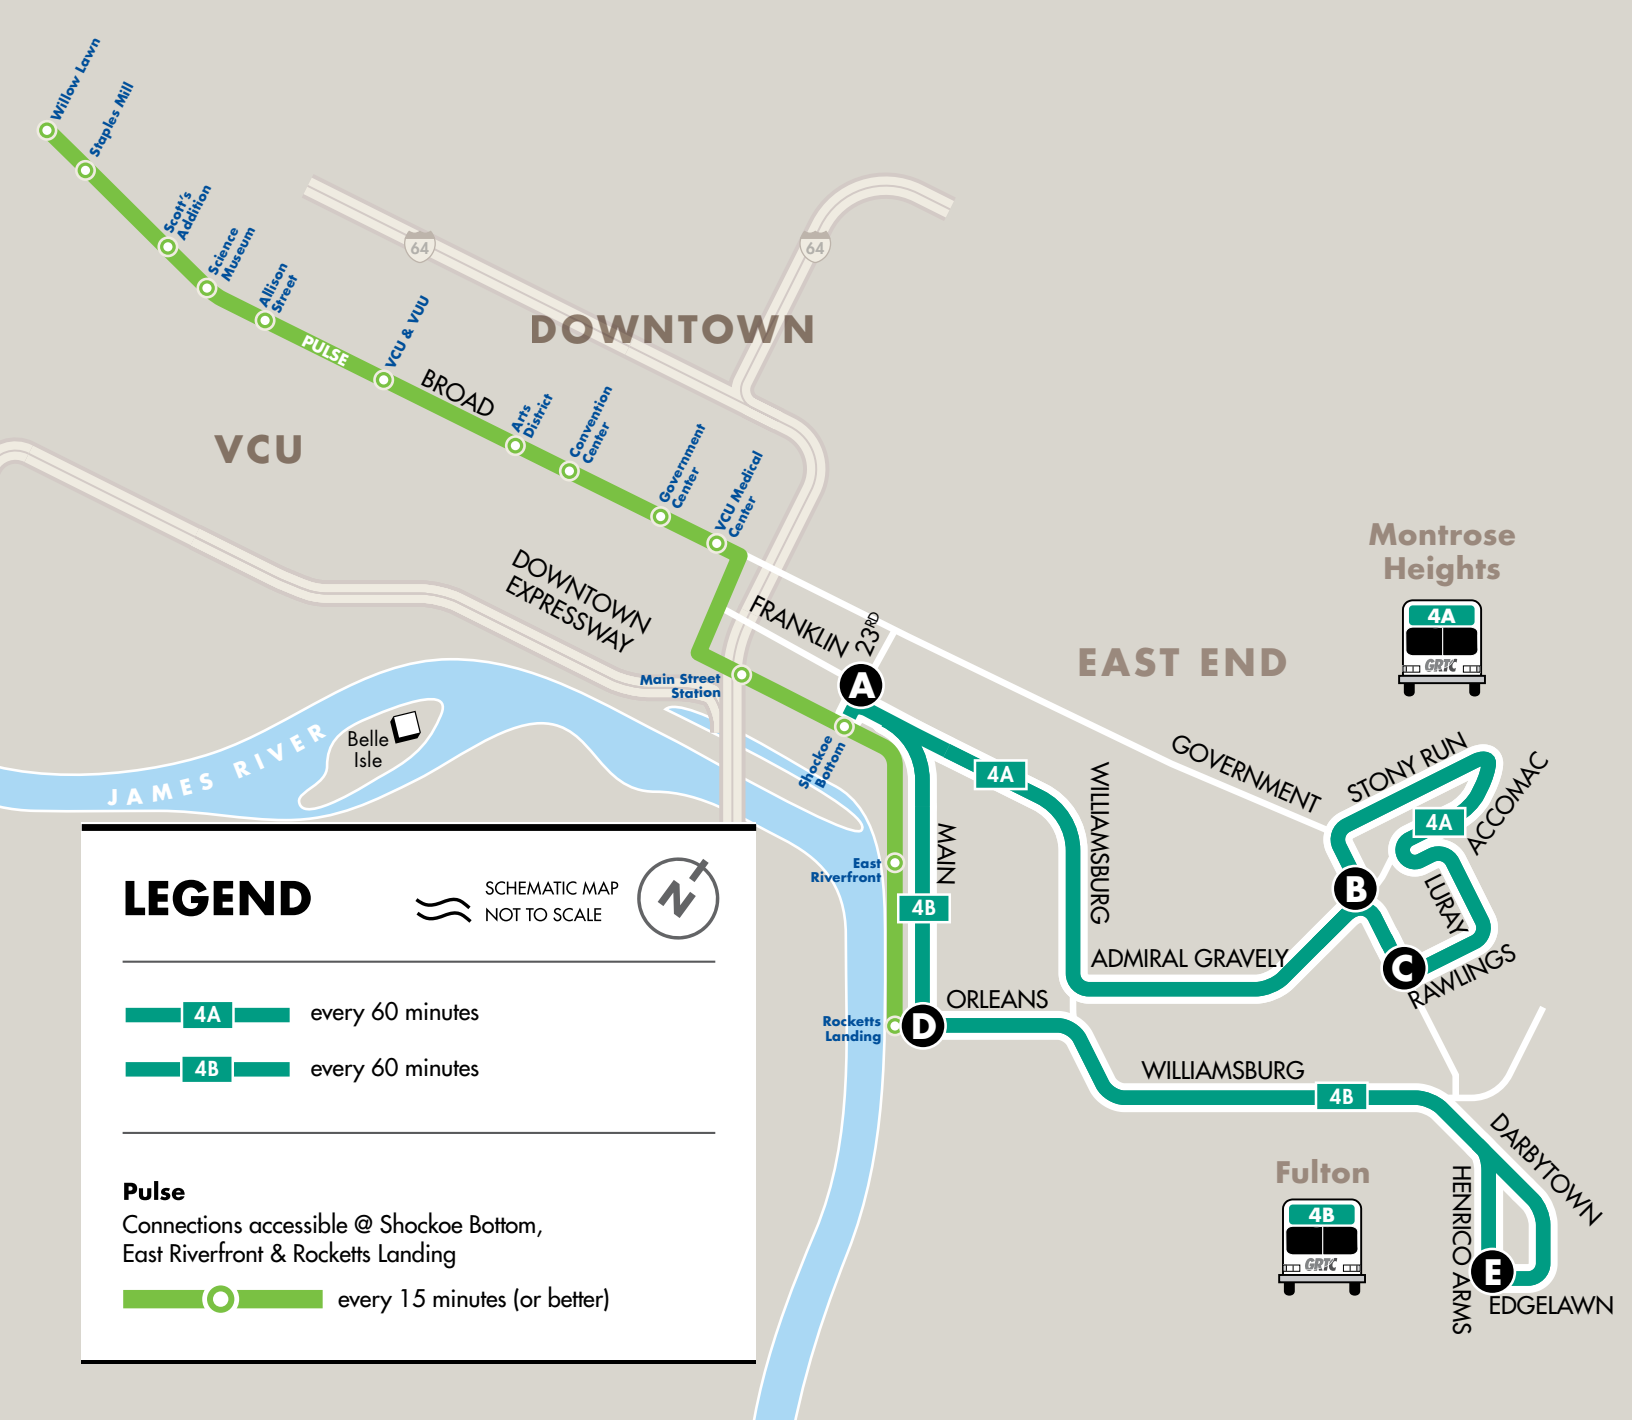 Willow Lawn
Staples Mill
Scott's
Addition
Science
Museum
Allison
Street
PULSE
VCU & VUU
BROAD
Arts
District
Convention
Center
Government
Center
VCU Medical
Center
64
64
DOWNTOWN
VCU
DOWNTOWN
EXPRESSWAY
FRANKLIN
23RD
A
Main Street
Station
Shockoe
Bottom
Belle
Isle
JAMES RIVER
EAST END
Montrose
Heights
4A
GRTC
GOVERNMENT
STONY RUN
ACCOMAC
4A
4A
WILLIAMSBURG
MAIN
B
LURAY
C
RAWLINGS
East
Riverfront
4B
ADMIRAL GRAVELY
Rocketts
Landing
D
ORLEANS
WILLIAMSBURG
4B
DARBYTOWN
HENRICO ARMS
E
EDGELAWN
Fulton
4B
GRTC
LEGEND
SCHEMATIC MAP
NOT TO SCALE
N
4A every 60 minutes
4B every 60 minutes
Pulse
Connections accessible @ Shockoe Bottom,
East Riverfront & Rocketts Landing
every 15 minutes (or better)